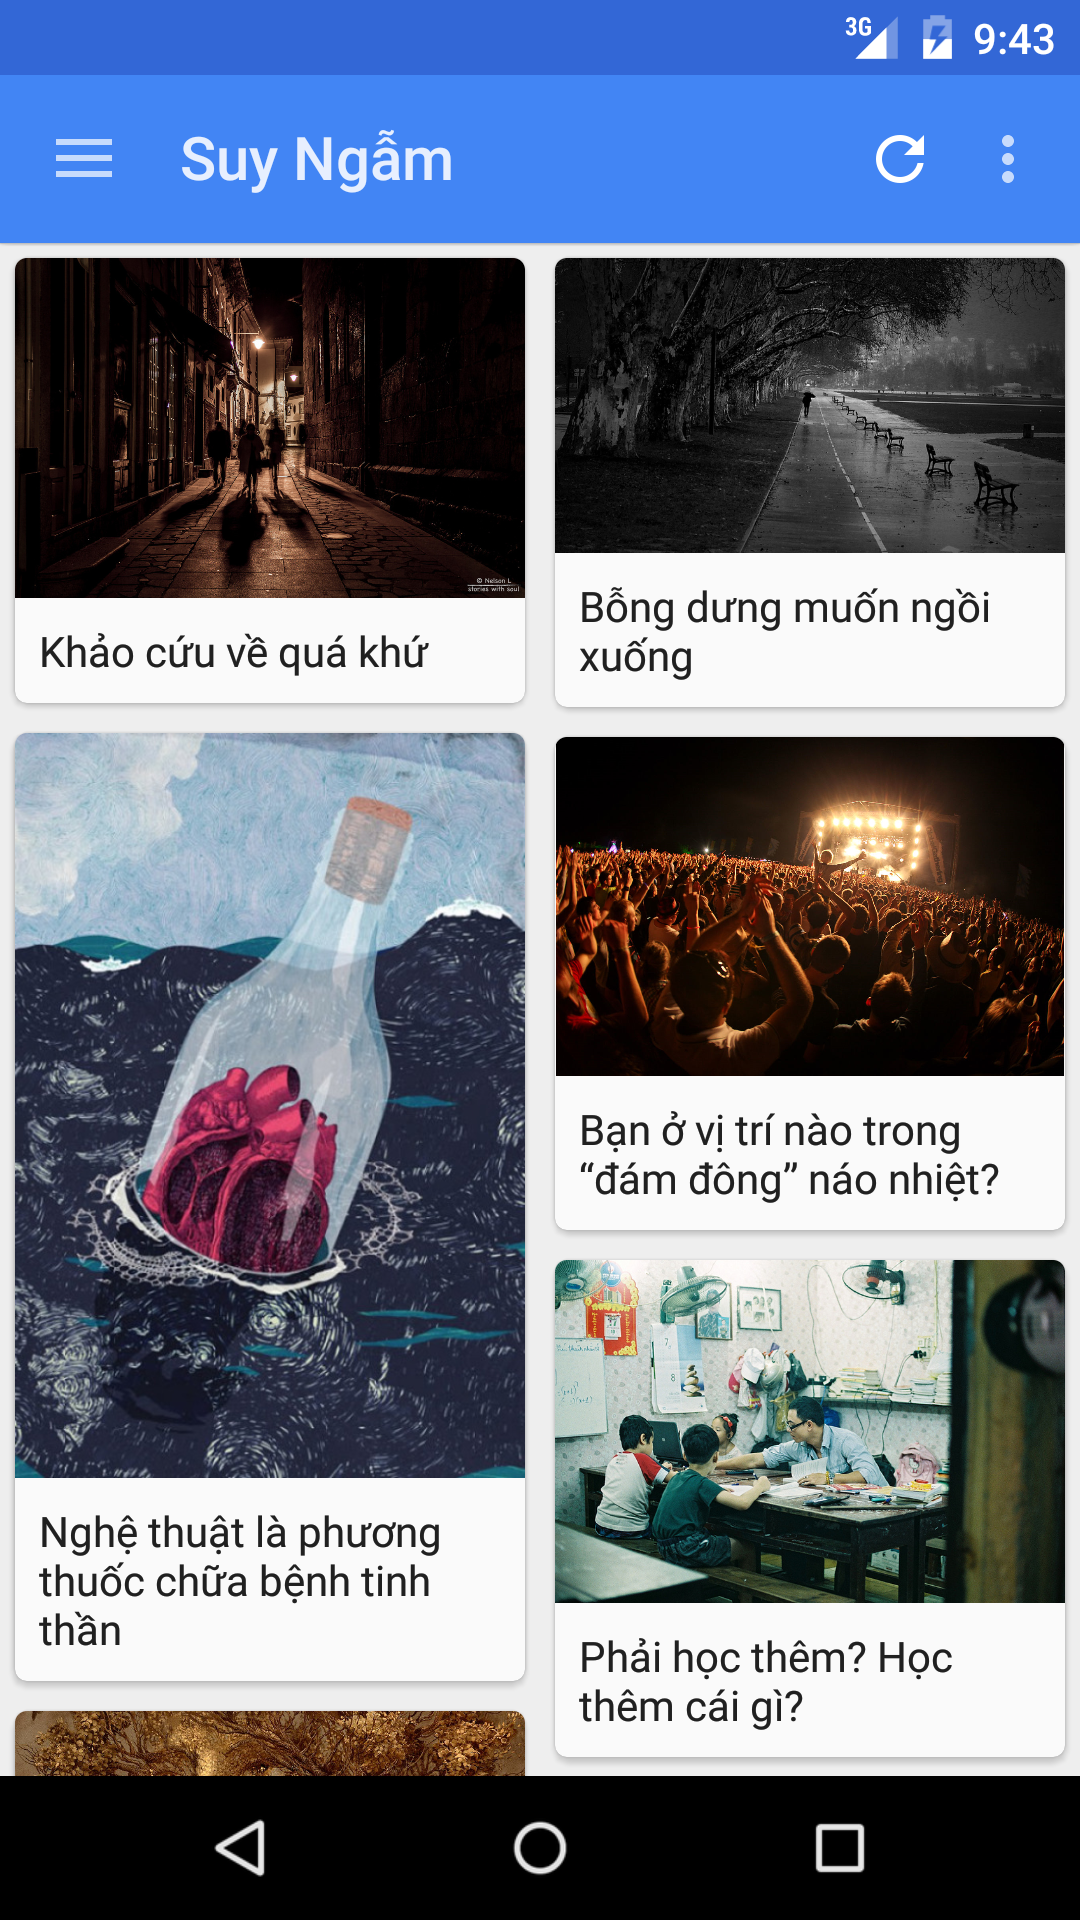 3G 9:43
Suy Ngẫm
© Nelson L
stories with soul
Khảo cứu về quá khứ
Bỗng dưng muốn ngồi
xuống
Nghệ thuật là phương
thuốc chữa bệnh tinh
thần
Bạn ở vị trí nào trong
“đám đông” náo nhiệt?
Phải học thêm? Học
thêm cái gì?